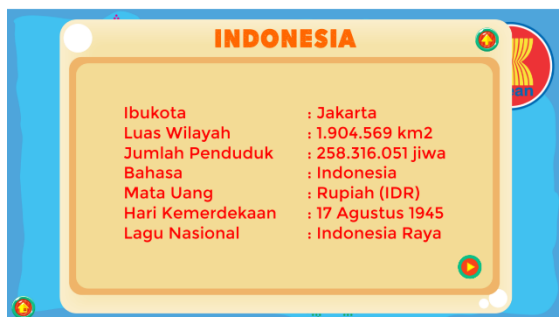 INDONESIA
Ibukota : Jakarta
Luas Wilayah : 1.904.569 km2
Jumlah Penduduk : 258.316.051 jiwa
Bahasa : Indonesia
Mata Uang : Rupiah (IDR)
Hari Kemerdekaan : 17 Agustus 1945
Lagu Nasional : Indonesia Raya